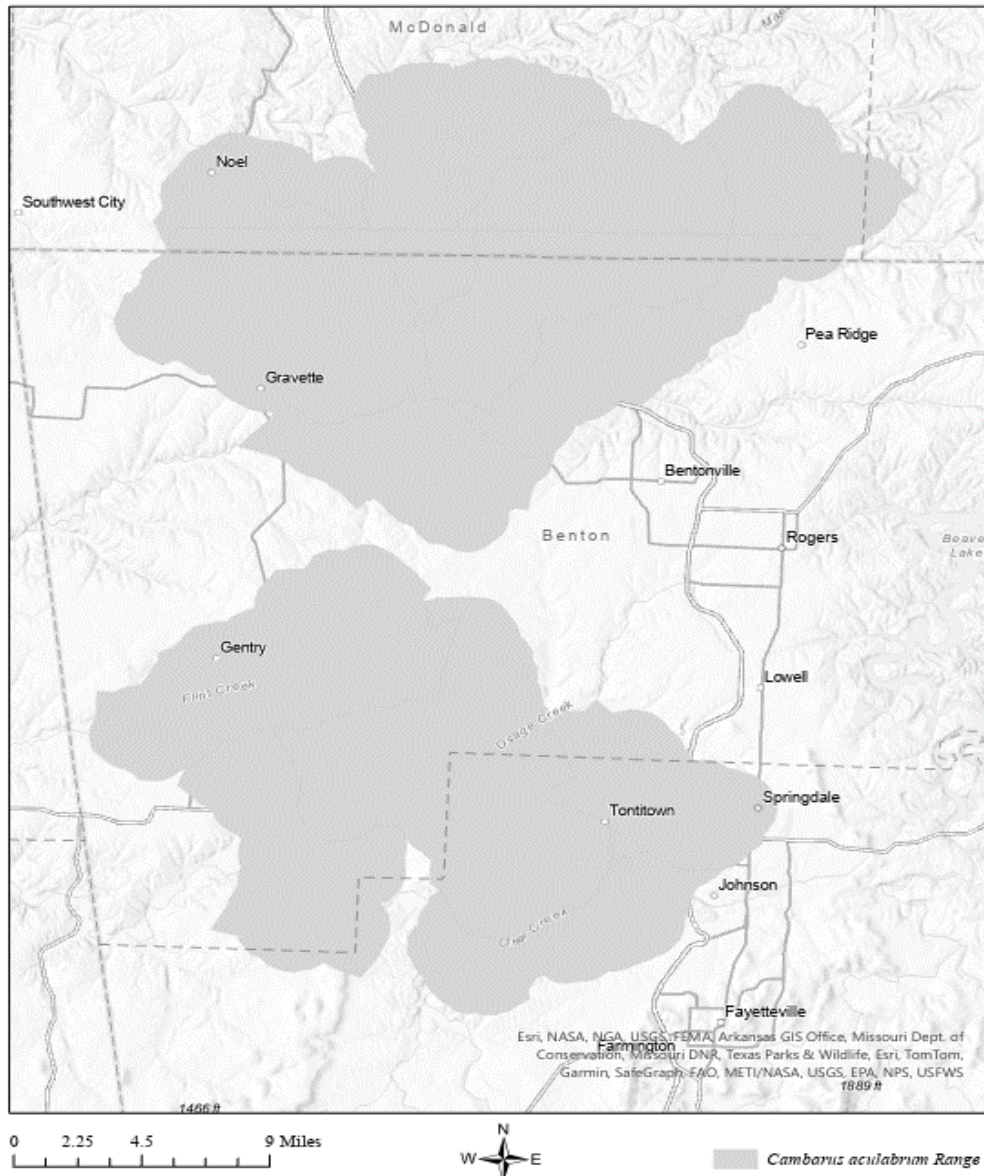 McDonald
Noel
Southwest City
Pea Ridge
Gravette
Bentonville
Benton
Rogers
Beave
Lake
Gentry
Flint Creek
Lowell
Osage Creek
Springdale
Tontitown
Johnson
Clear Creek
Fayetteville
Farmington
Esri, NASA, NGA, USGS, FEMA, Arkansas GIS Office, Missouri Dept. of
Conservation, Missouri DNR, Texas Parks & Wildlife, Esri, TomTom,
Garmin, SafeGraph, FAO, METI/NASA, USGS, EPA, NPS, USFWS
1889 ft
1466 ft
0 2.25 4.5 9 Miles
N
W E
S
Cambarus aculabrum Range